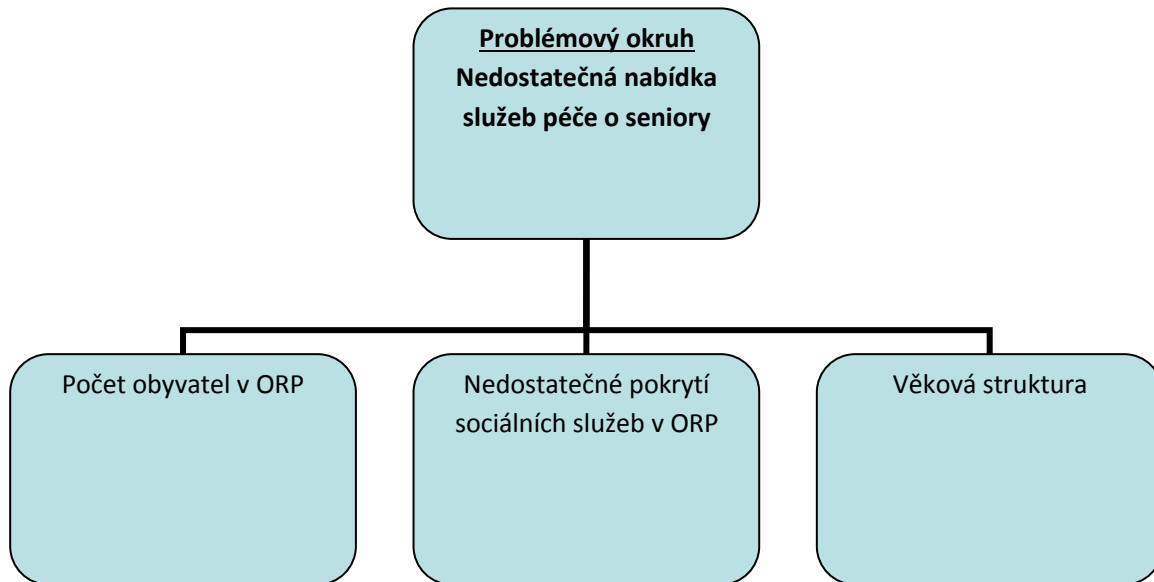 Problémový okruh
Nedostatečná nabídka
služeb péče o seniory
Počet obyvatel v ORP
Nedostatečné pokrytí
sociálních služeb v ORP
Věková struktura